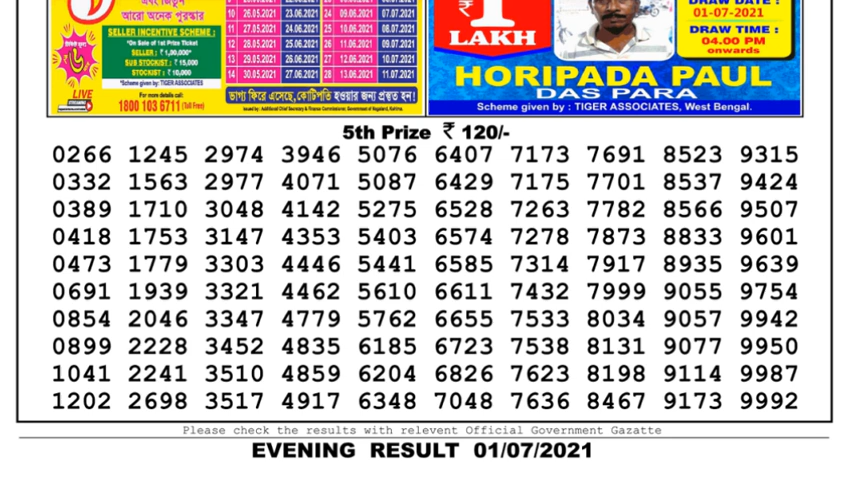 এবং জিতুন
আরো অনেক পুরস্কার
SELLER INCENTIVE SCHEME :
*On Sale of 1st Prize Ticket
SUB STOCKIST : ₹ 15,000
STOCKIST : ₹ 10,000
*Scheme given by: TIGER ASSOCIATES
For more details call:
1800 103 6711 (Toll Free)
LIVE
10 26.05.2021 23.06.2021 24 09.06.2021 07.07.2021
11 27.05.2021 24.06.2021 25 10.06.2021 08.07.2021
12 28.05.2021 25.06.2021 26 11.06.2021 09.07.2021
13 29.05.2021 26.06.2021 27 12.06.2021 10.07.2021
14 30.05.2021 27.06.2021 28 13.06.2021 11.07.2021
ভাগ্য ফিরে এসেছে, কোটিপতি হওয়ার জন্য প্রস্তুত হন!
Issued by: Additional Chief Secretary & Finance Commissioner, Government of Nagaland, Kohima.
₹ 1
LAKH
DRAW DATE :
01-07-2021
DRAW TIME :
04.00 PM
onwards
HORIPADA PAUL
DAS PARA
Scheme given by : TIGER ASSOCIATES, West Bengal.
5th Prize ₹ 120/-
0266 1245 2974 3946 5076 6407 7173 7691 8523 9315
0332 1563 2977 4071 5087 6429 7175 7701 8537 9424
0389 1710 3048 4142 5275 6528 7263 7782 8566 9507
0418 1753 3147 4353 5403 6574 7278 7873 8833 9601
0473 1779 3303 4446 5441 6585 7314 7917 8935 9639
0691 1939 3321 4462 5610 6611 7432 7999 9055 9754
0854 2046 3347 4779 5762 6655 7533 8034 9057 9942
0899 2228 3452 4835 6185 6723 7538 8131 9077 9950
1041 2241 3510 4859 6204 6826 7623 8198 9114 9987
1202 2698 3517 4917 6348 7048 7636 8467 9173 9992
Please check the results with relevent Official Government Gazatte
EVENING RESULT 01/07/2021